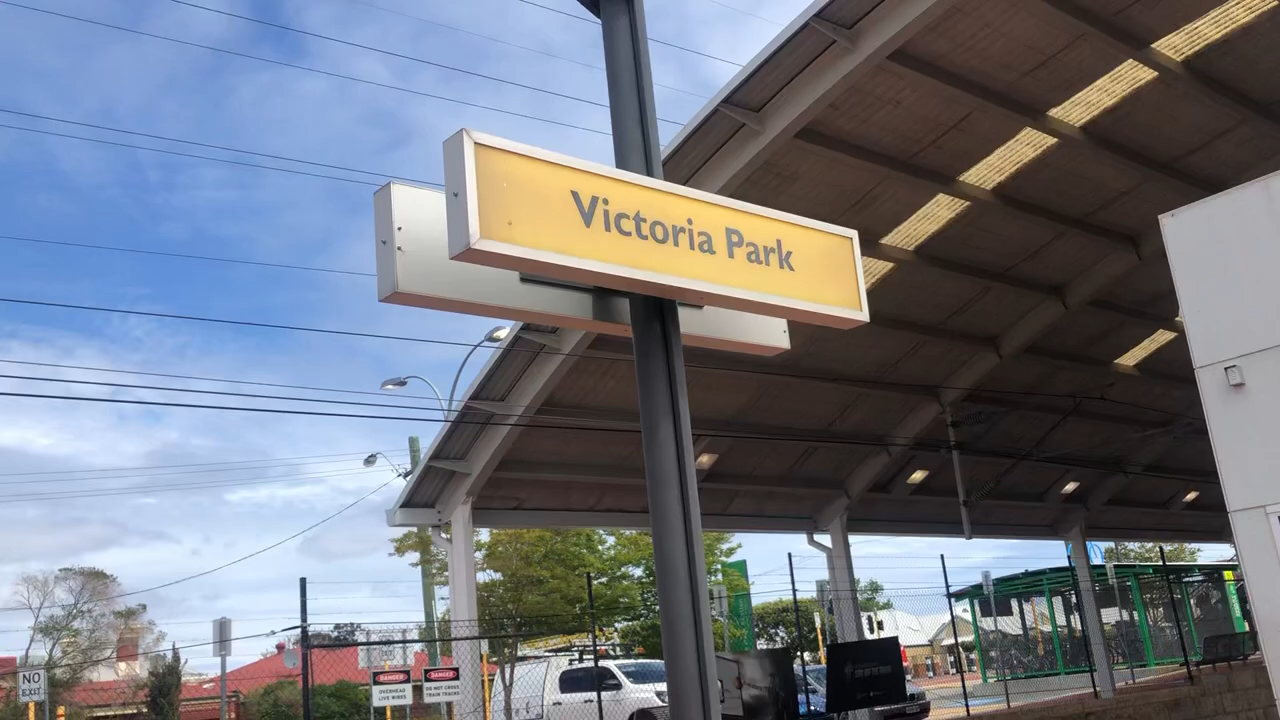 Victoria Park
NO
EXIT
DANGER
OVERHEAD
LIVE WIRES
DANGER
DO NOT CROSS
TRAIN TRACKS